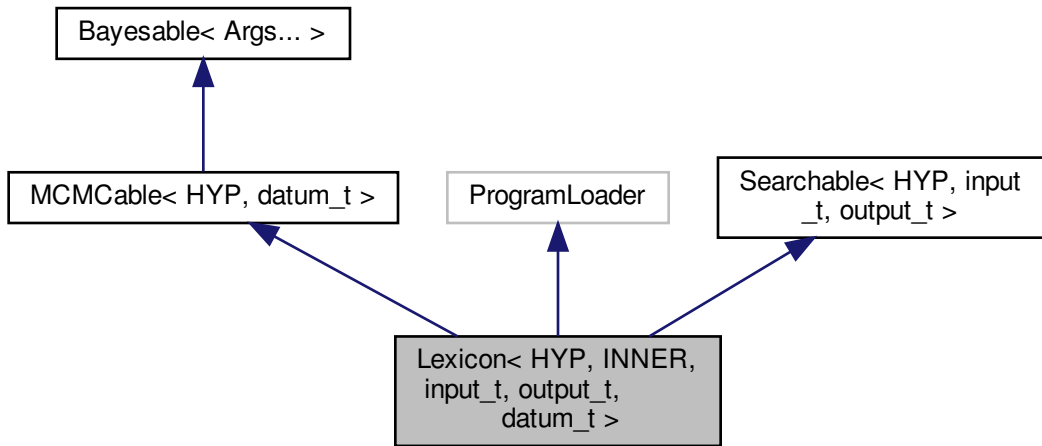 Bayesable< Args... >
MCMCable< HYP, datum_t >
ProgramLoader
Searchable< HYP, input
_t, output_t >
Lexicon< HYP, INNER,
input_t, output_t,
datum_t >